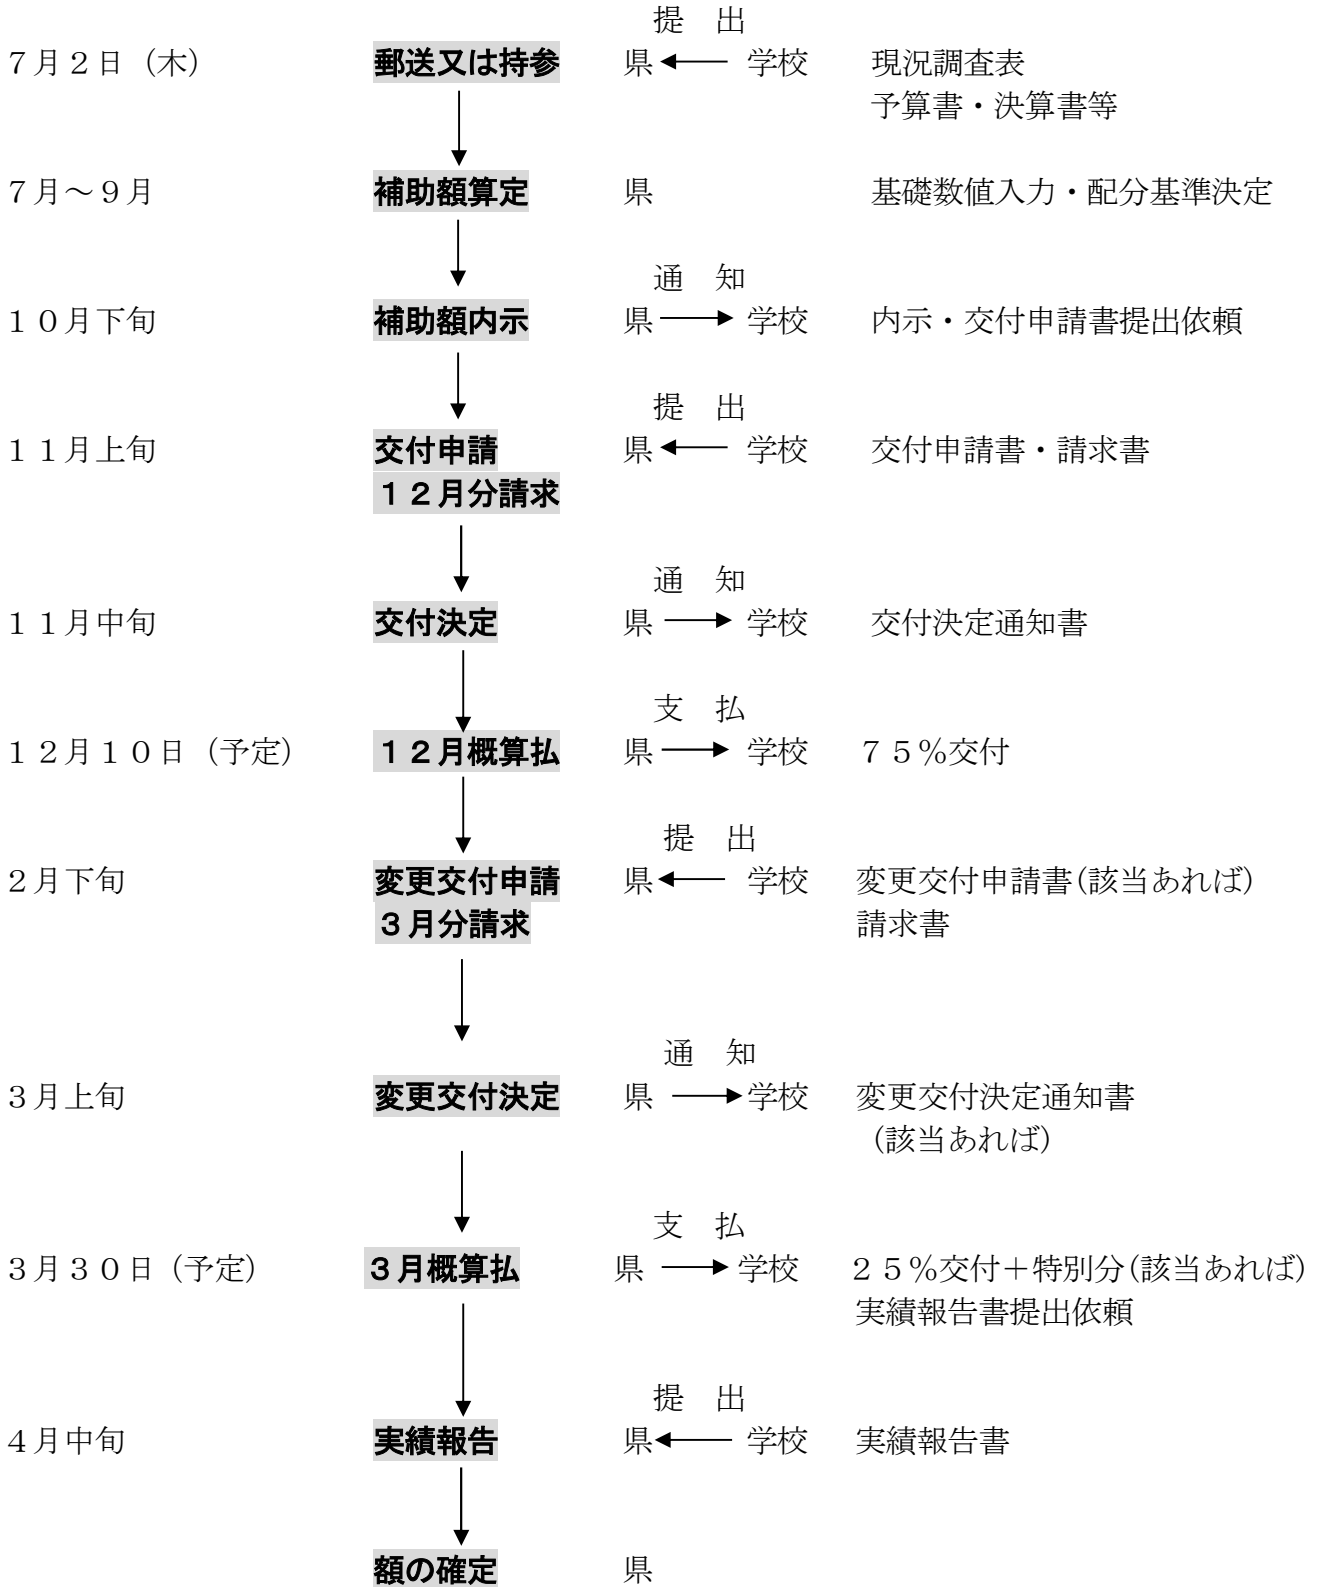 提　出
７月２日（木）　郵送又は持参　県　学校　現況調査表
予算書・決算書等
７月～９月　補助額算定　県　基礎数値入力・配分基準決定
通　知
１０月下旬　補助額内示　県　学校　内示・交付申請書提出依頼
提　出
１１月上旬　交付申請　県　学校　交付申請書・請求書
１２月分請求
通　知
１１月中旬　交付決定　県　学校　交付決定通知書
支　払
１２月１０日（予定）　１２月概算払　県　学校　７５％交付
提　出
２月下旬　変更交付申請　県　学校　変更交付申請書（該当あれば）
３月分請求　請求書
通　知
３月上旬　変更交付決定　県　学校　変更交付決定通知書
（該当あれば）
支　払
３月３０日（予定）　３月概算払　県　学校　２５％交付＋特別分（該当あれば）
実績報告書提出依頼
提　出
４月中旬　実績報告　県　学校　実績報告書
額の確定　県